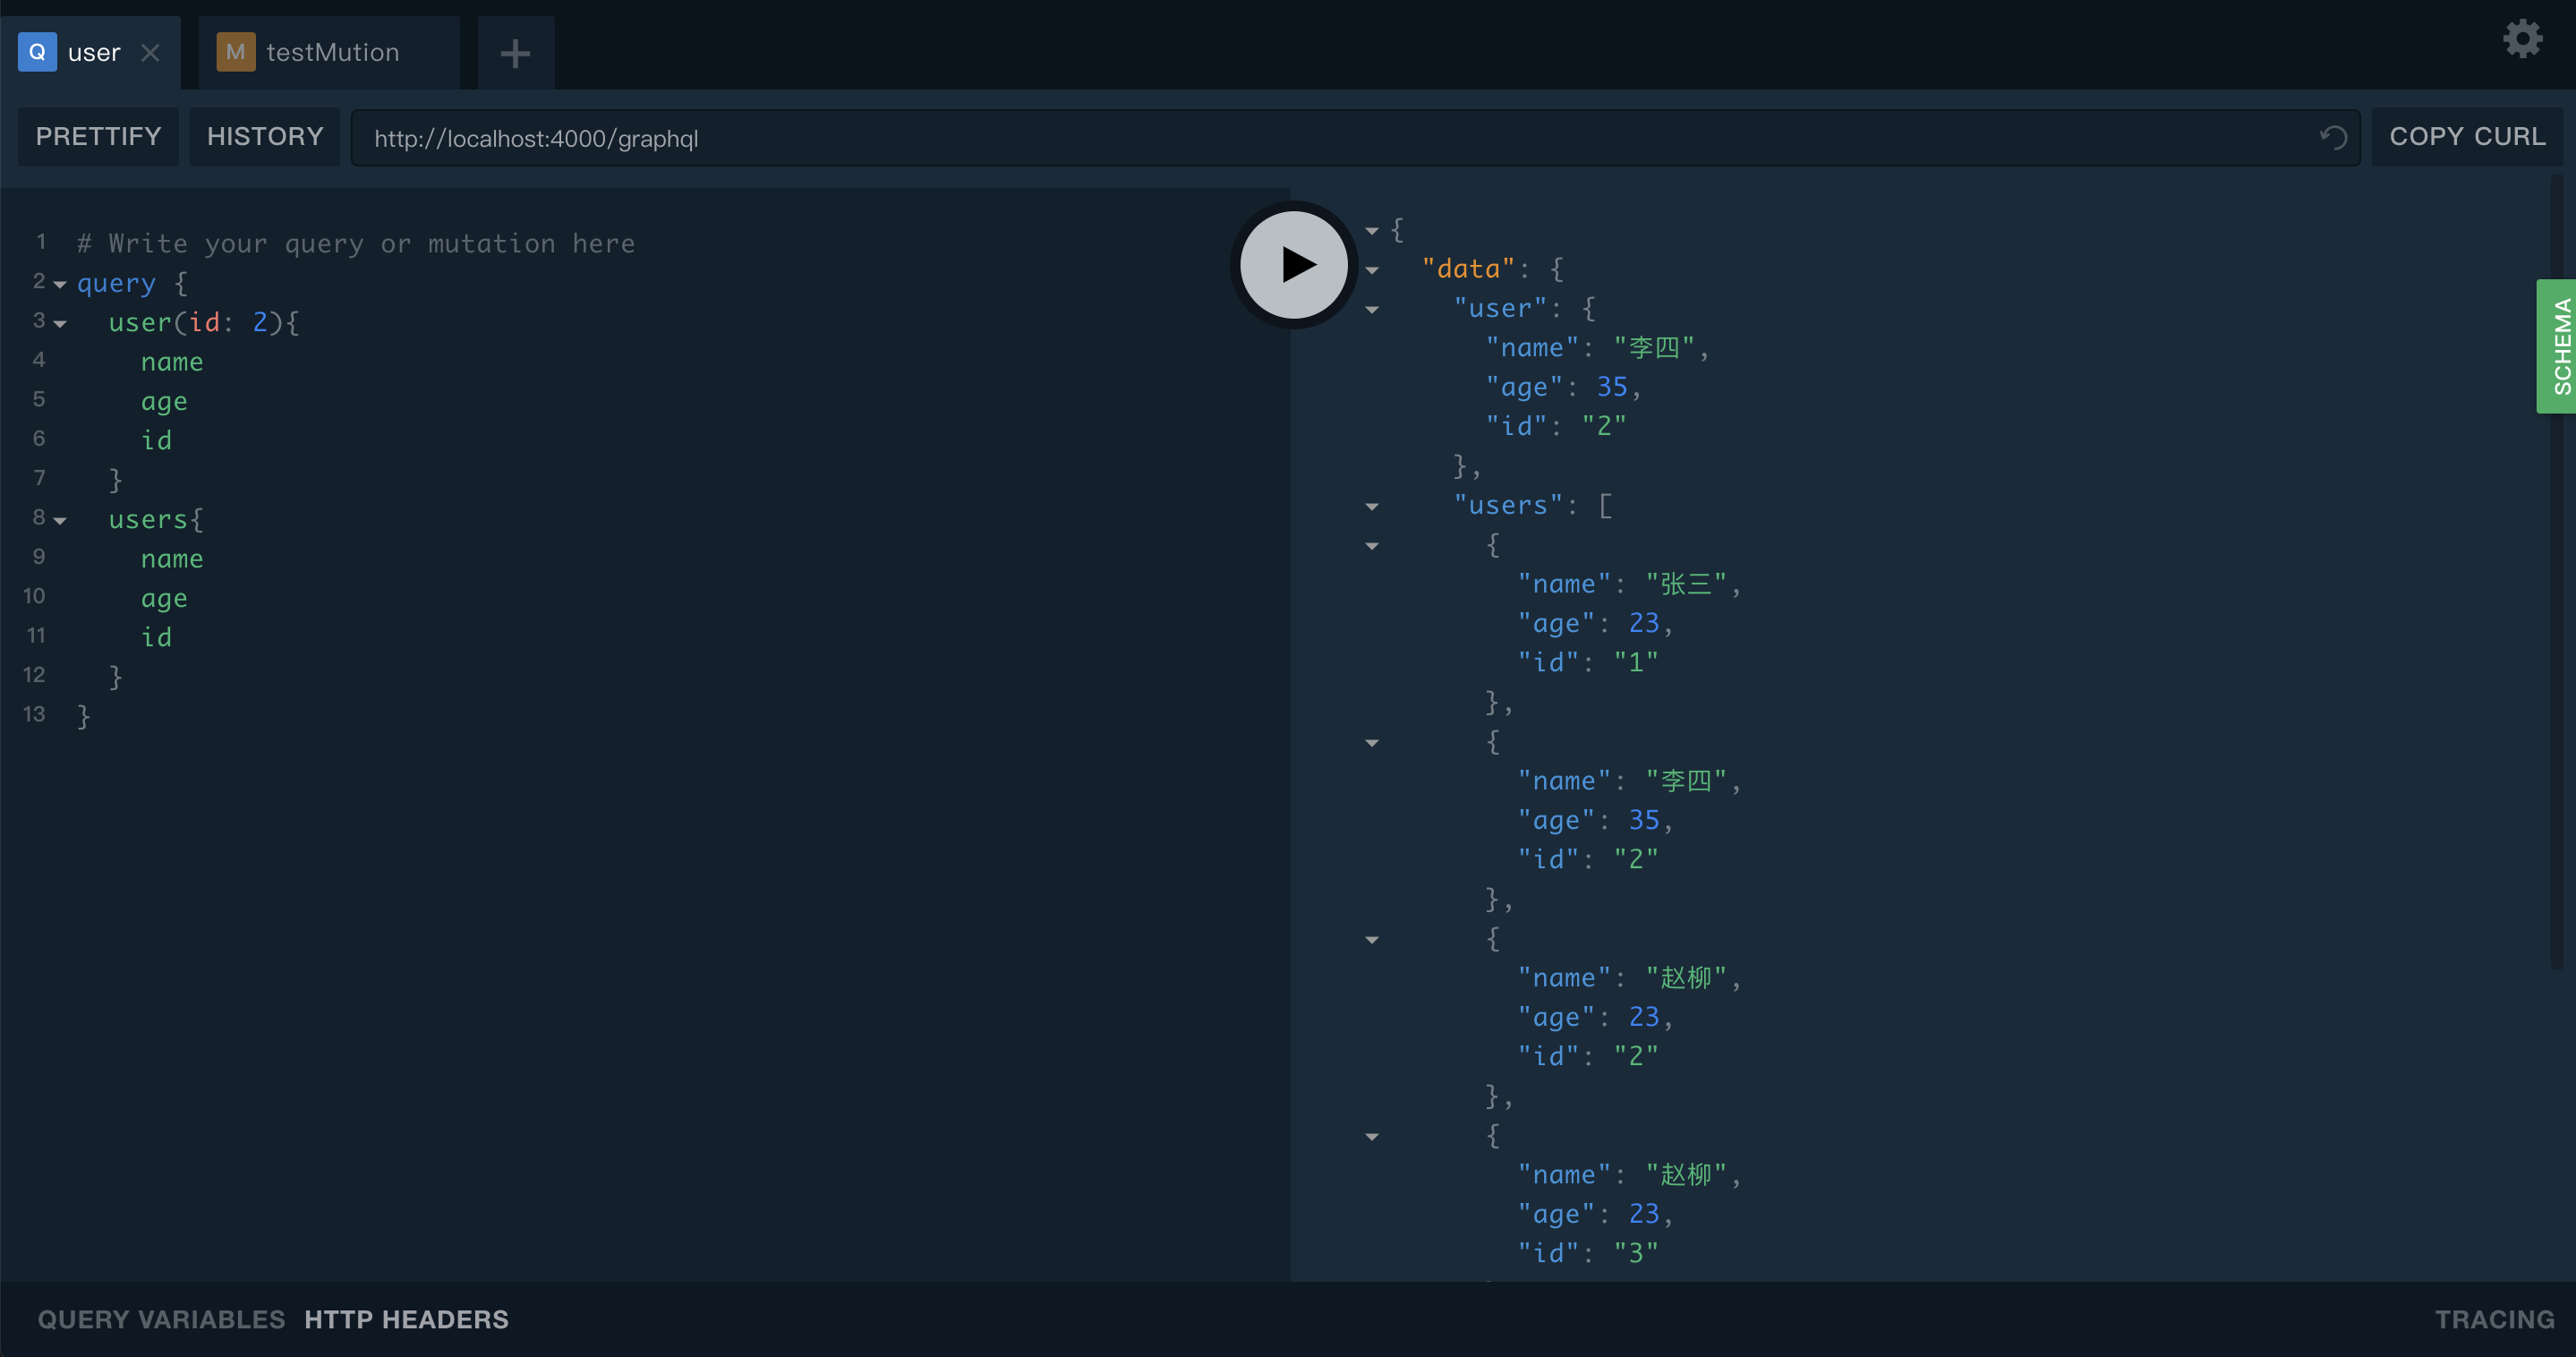 Q user
M testMution
PRETTIFY HISTORY http://localhost:4000/graphql COPY CURL
1 # Write your query or mutation here
2 query {
3 user(id: 2){
4 name
5 age
6 id
7 }
8 users{
9 name
10 age
11 id
12 }
13 }
{
"data": {
"user": {
"name": "李四",
"age": 35,
"id": "2"
},
"users": [
{
"name": "张三",
"age": 23,
"id": "1"
},
{
"name": "李四",
"age": 35,
"id": "2"
},
{
"name": "赵柳",
"age": 23,
"id": "2"
},
{
"name": "赵柳",
"age": 23,
"id": "3"
SCHEMA
QUERY VARIABLES HTTP HEADERS
TRACING